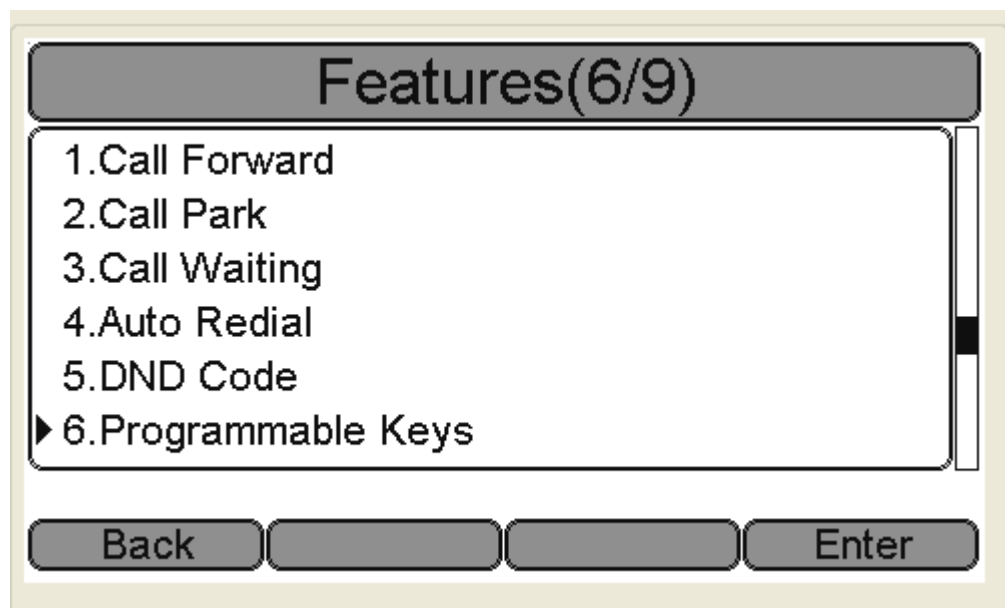 Features(6/9)
1.Call Forward
2.Call Park
3.Call Waiting
4.Auto Redial
5.DND Code
6.Programmable Keys
Back Enter